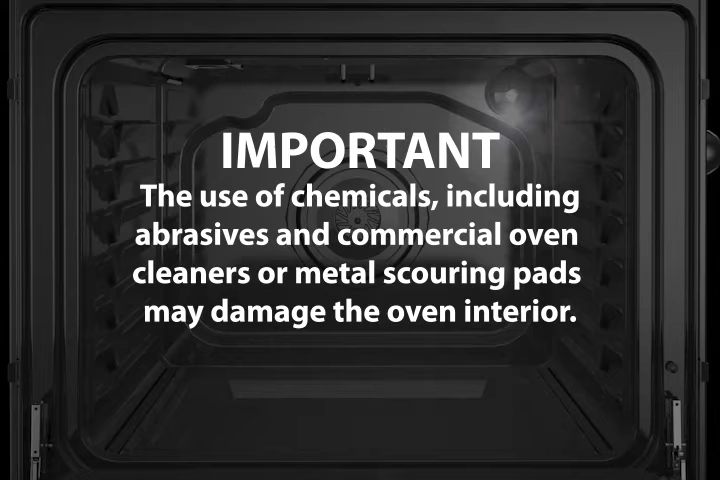 IMPORTANT
The use of chemicals, including
abrasives and commercial oven
cleaners or metal scouring pads
may damage the oven interior.